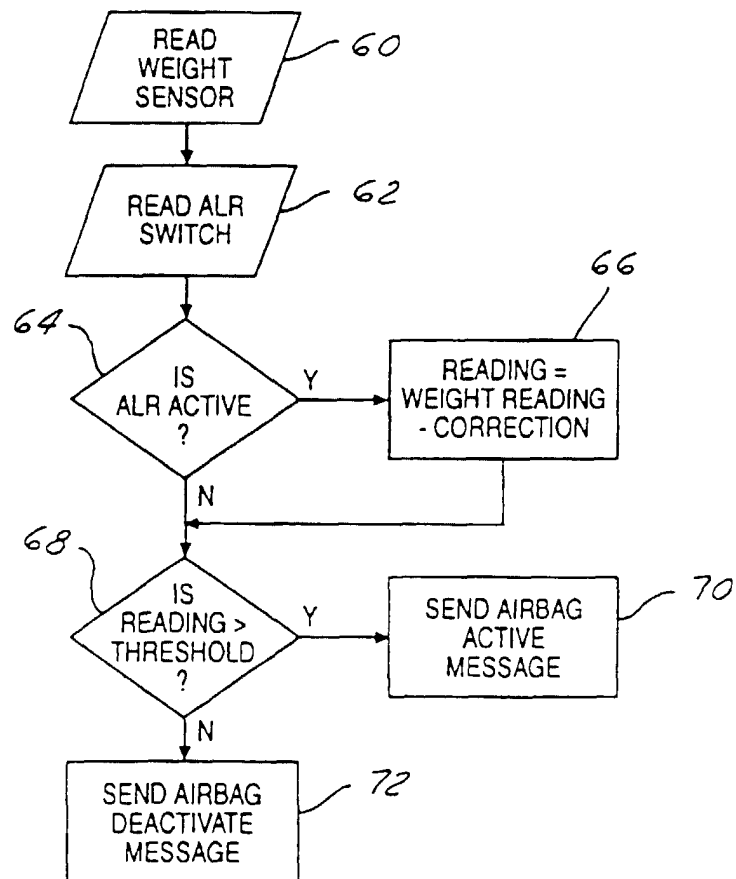 READ
WEIGHT
SENSOR
60
READ ALR
SWITCH
62
64
IS
ALR ACTIVE
?
Y
66
READING =
WEIGHT READING
- CORRECTION
N
68
IS
READING >
THRESHOLD
?
Y
70
SEND AIRBAG
ACTIVE
MESSAGE
N
72
SEND AIRBAG
DEACTIVATE
MESSAGE